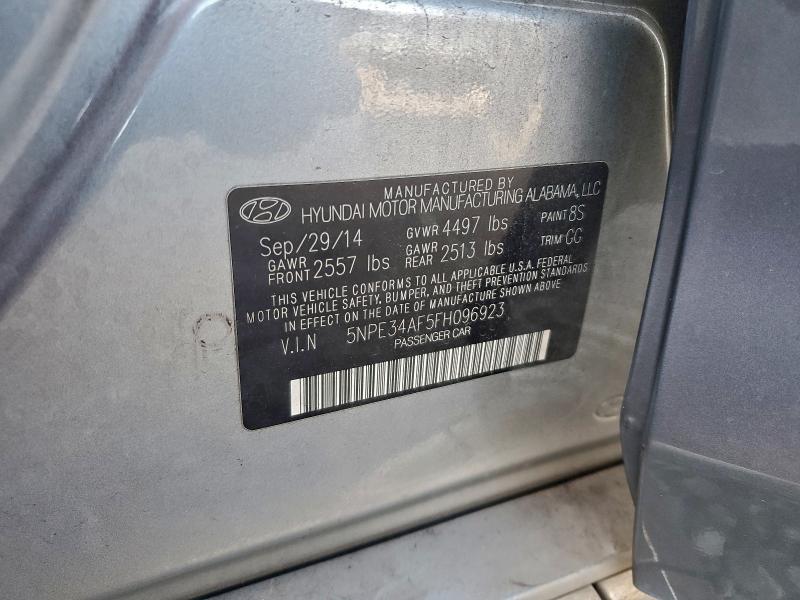 MANUFACTURED BY
HYUNDAI MOTOR MANUFACTURING ALABAMA, LLC
Sep/29/14 GVWR 4497 lbs PAINT 8S
GAWR FRONT 2557 lbs GAWR REAR 2513 lbs TRIM CC
THIS VEHICLE CONFORMS TO ALL APPLICABLE U.S.A. FEDERAL
MOTOR VEHICLE SAFETY, BUMPER, AND THEFT PREVENTION STANDARDS
IN EFFECT ON THE DATE OF MANUFACTURE SHOWN ABOVE
V.I.N 5NPE34AF5FH096923
PASSENGER CAR